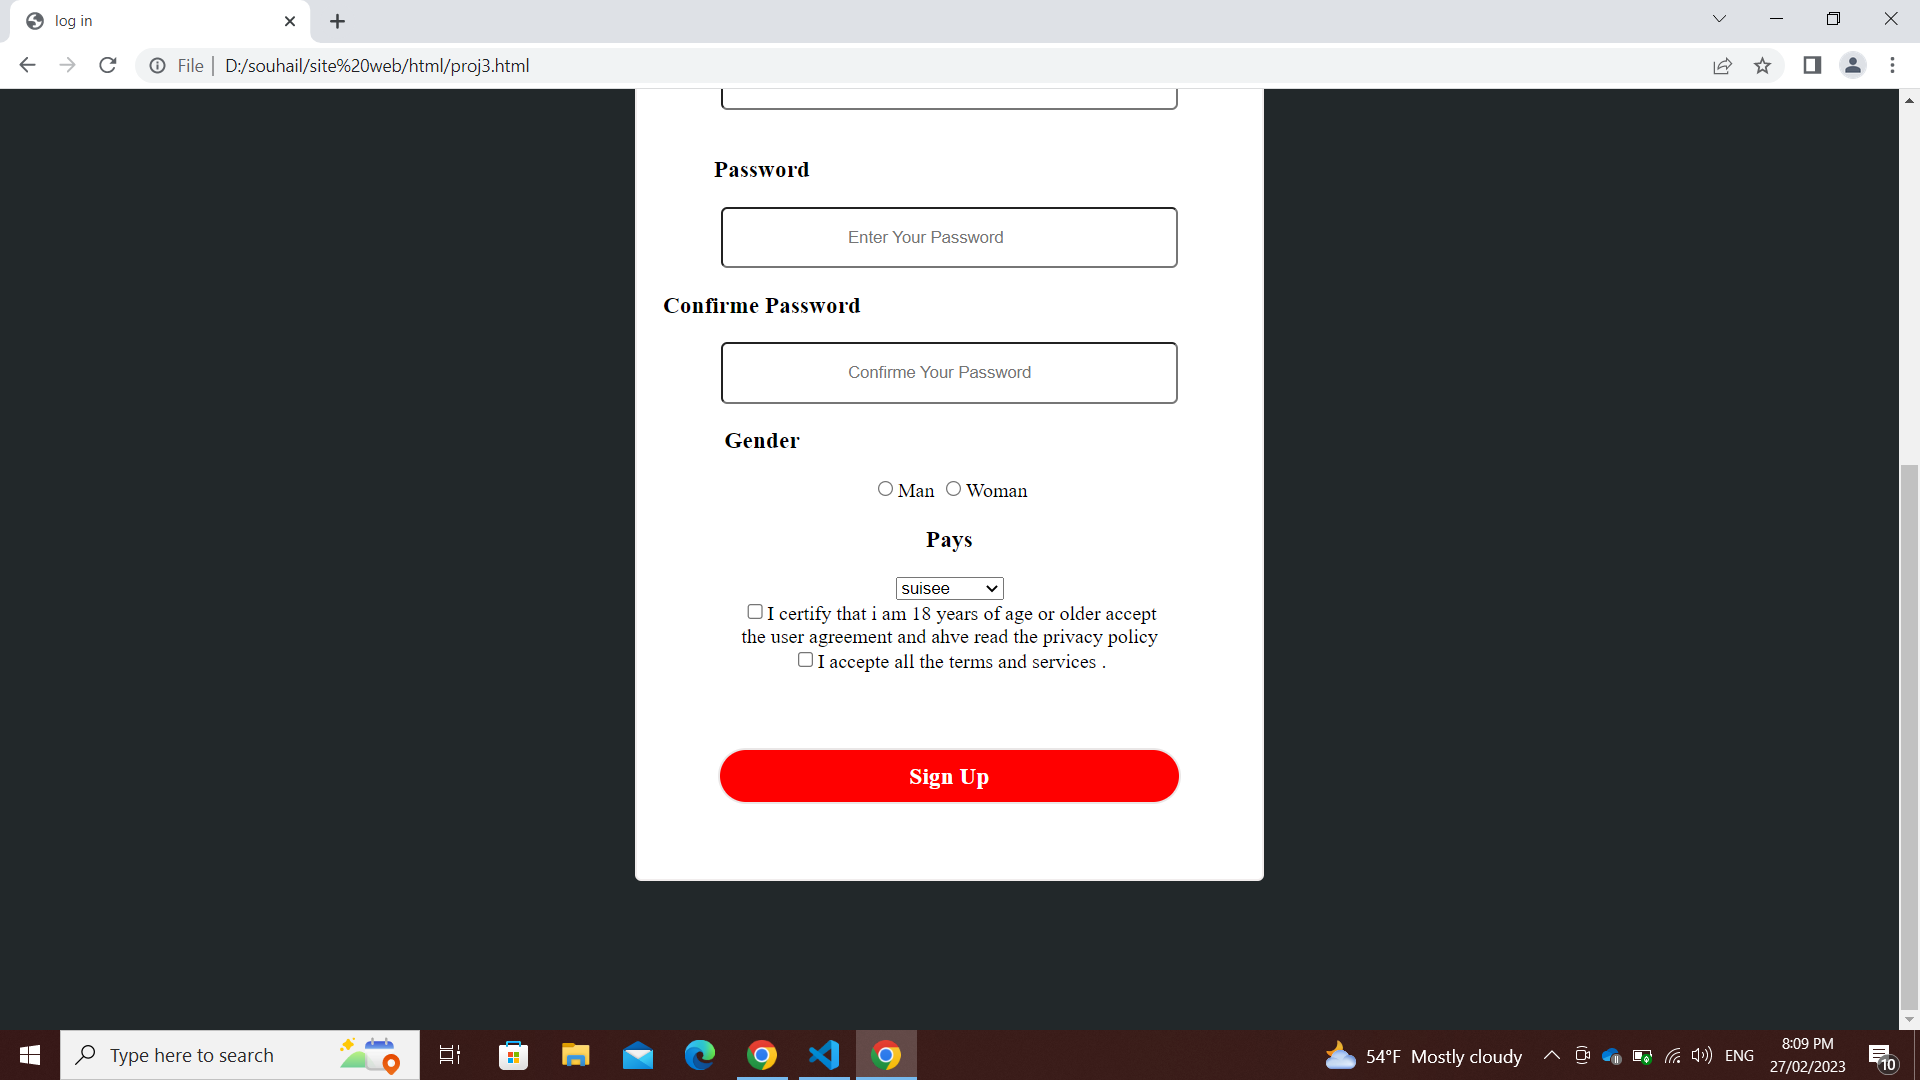 log in
File
D:/souhail/site%20web/html/proj3.html
Password
Enter Your Password
Confirme Password
Confirme Your Password
Gender
Man Woman
Pays
suisee
I certify that i am 18 years of age or older accept
the user agreement and ahve read the privacy policy
I accepte all the terms and services .
Sign Up
Type here to search
54°F Mostly cloudy
ENG
8:09 PM
27/02/2023
10